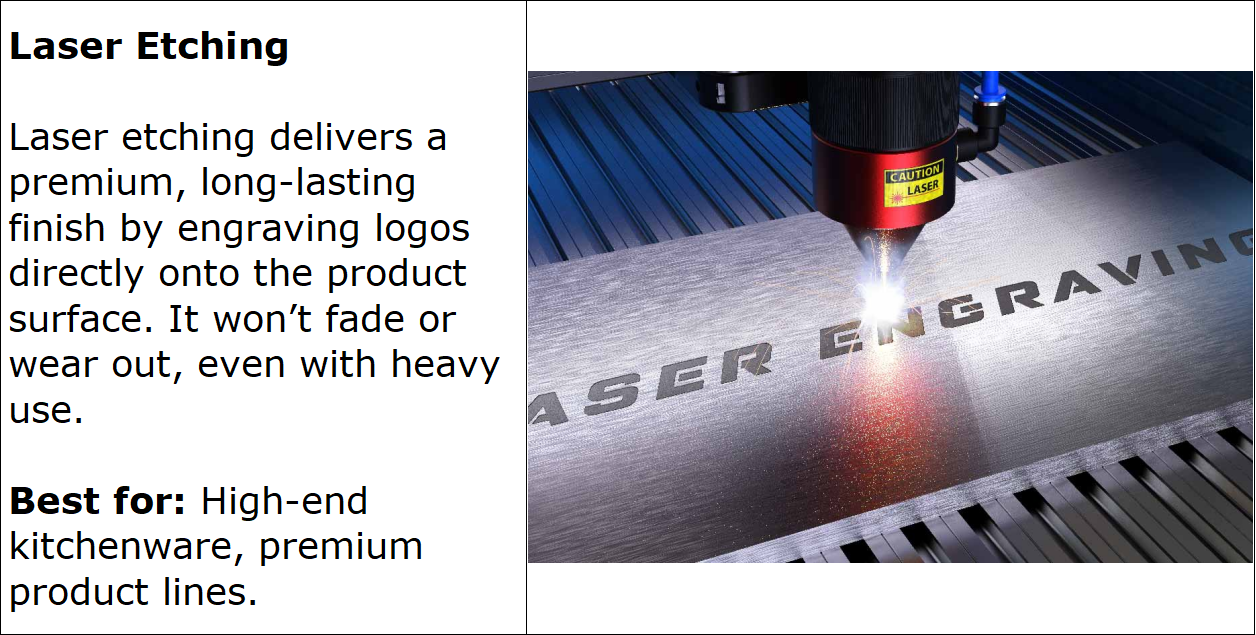 Laser Etching
Laser etching delivers a
premium, long-lasting
finish by engraving logos
directly onto the product
surface. It won’t fade or
wear out, even with heavy
use.
Best for: High-end
kitchenware, premium
product lines.
CAUTION
LASER
ASER ENGRAVING